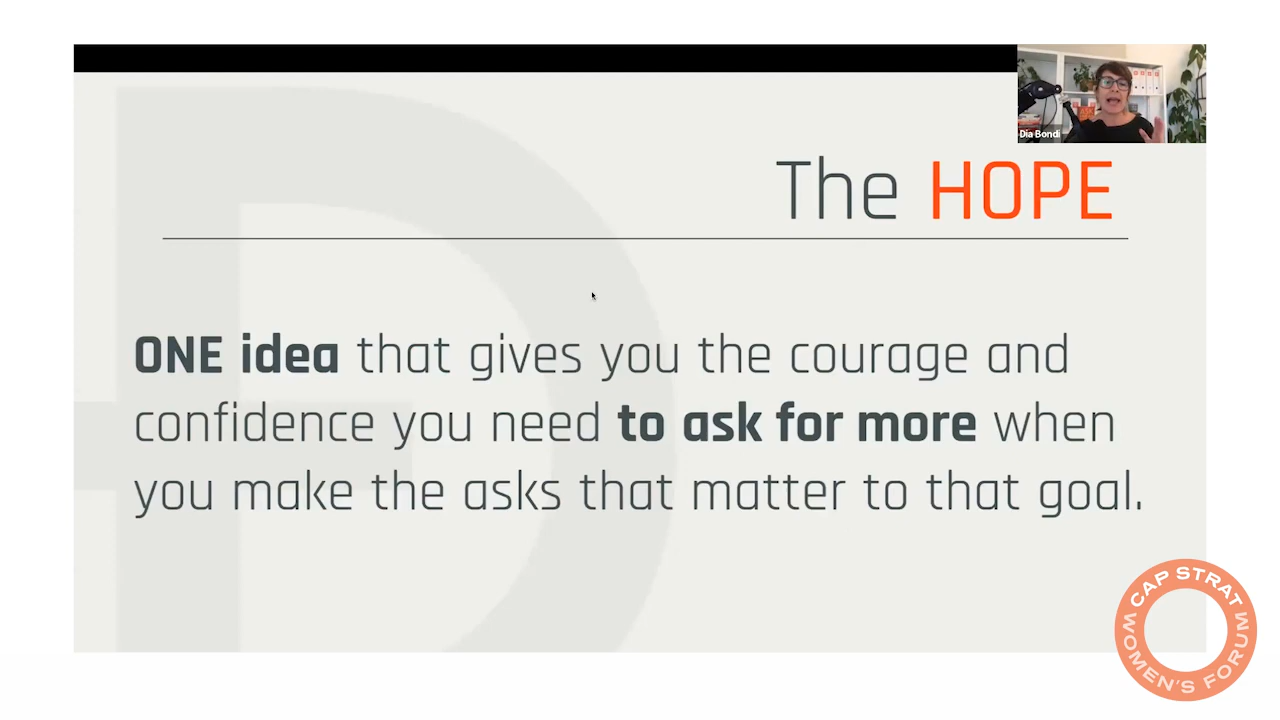 Dia Bondi
The HOPE
ONE idea that gives you the courage and
confidence you need to ask for more when
you make the asks that matter to that goal.
CAP STRAT
WOMEN'S FORUM